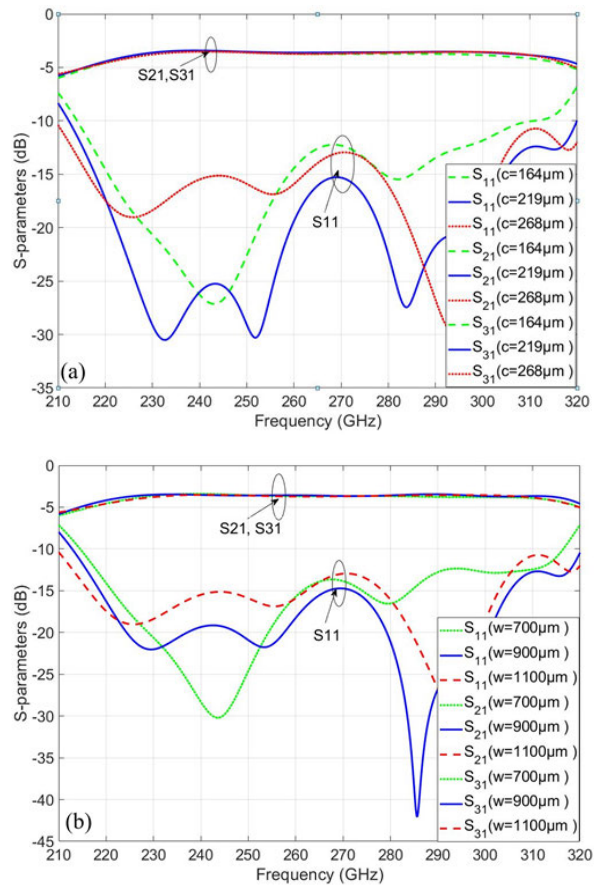 0
-5
-10
-15
-20
-25
-30
-35
S-parameters (dB)
S21,S31
S11
S11(c=164μm )
S11(c=219μm )
S11(c=268μm )
S21(c=164μm )
S21(c=219μm )
S21(c=268μm )
S31(c=164μm )
S31(c=219μm )
S31(c=268μm )
(a)
210 220 230 240 250 260 270 280 290 300 310 320
Frequency (GHz)
0
-5
-10
-15
-20
-25
-30
-35
-40
-45
S-parameters (dB)
S21, S31
S11
S11(w=700μm )
S11(w=900μm )
S11(w=1100μm )
S21(w=700μm )
S21(w=900μm )
S21(w=1100μm )
S31(w=700μm )
S31(w=900μm )
S31(w=1100μm )
(b)
210 220 230 240 250 260 270 280 290 300 310 320
Frequency (GHz)